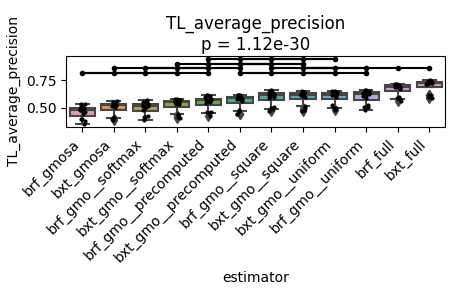 TL_average_precision
p = 1.12e-30
TL_average_precision
0.75
0.50
brf_gmosa
bxt_gmosa
brf_gmo__softmax
bxt_gmo__softmax
brf_gmo__precomputed
bxt_gmo__precomputed
brf_gmo__square
bxt_gmo__square
bxt_gmo__uniform
brf_gmo__uniform
brf_full
bxt_full
estimator